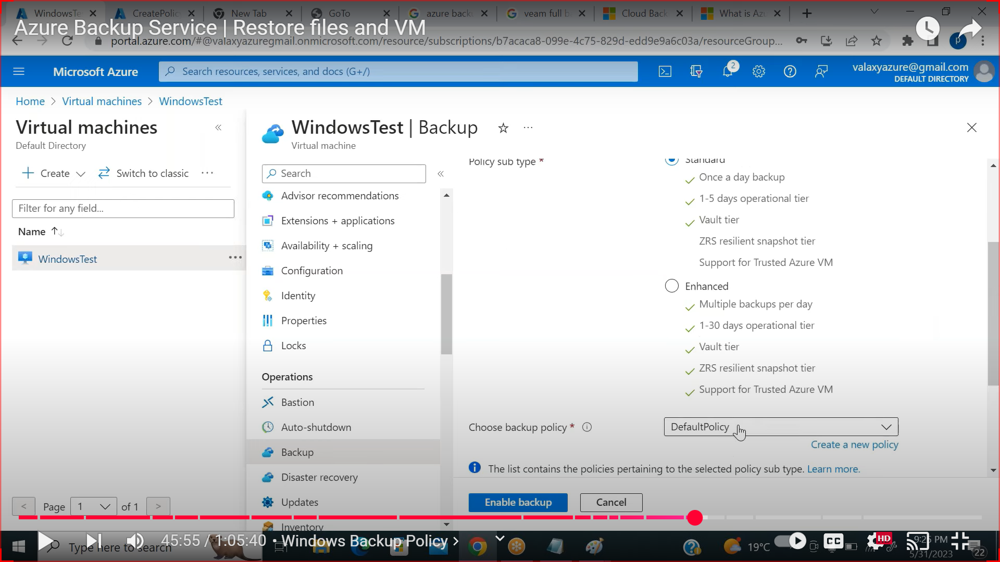 WindowsTe
CreatePolic
New Tab
GoTo
azure back
veam full b
Cloud Back
What is Azu
Azure Backup Service | Restore files and VM
portal.azure.com/#@valaxyazuregmail.onmicrosoft.com/resource/subscriptions/b7acaca8-099e-4c75-829d-edd9e9a6c03a/resourceGroup...
p
Microsoft Azure
Search resources, services, and docs (G+/)
2
valaxyazure@gmail.com
DEFAULT DIRECTORY
Home > Virtual machines > WindowsTest
Virtual machines
Default Directory
Create
Switch to classic
Filter for any field...
Name
WindowsTest
< Page 1 of 1 >
WindowsTest | Backup
Virtual machine
Search
Advisor recommendations
Extensions + applications
Availability + scaling
Configuration
Identity
Properties
Locks
Operations
Bastion
Auto-shutdown
Backup
Disaster recovery
Updates
Inventory
Policy sub type *
Standard
Once a day backup
1-5 days operational tier
Vault tier
ZRS resilient snapshot tier
Support for Trusted Azure VM
Enhanced
Multiple backups per day
1-30 days operational tier
Vault tier
ZRS resilient snapshot tier
Support for Trusted Azure VM
Choose backup policy *
DefaultPolicy
Create a new policy
The list contains the policies pertaining to the selected policy sub type. Learn more.
Enable backup
Cancel
45:55 / 1:05:40 • Windows Backup Policy >
Type here to search
19°C
CC
HD
9:25 PM
5/31/2023
22